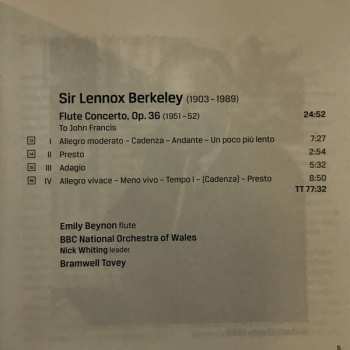 Sir Lennox Berkeley (1903–1989)
Flute Concerto, Op. 36 (1951–52) 24:52
To John Francis
I Allegro moderato – Cadenza – Andante – Un poco più lento 7:27
II Presto 2:54
III Adagio 5:32
IV Allegro vivace – Meno vivo – Tempo I – (Cadenza) – Presto 8:50
TT 77:32
Emily Beynon flute
BBC National Orchestra of Wales
Nick Whiting leader
Bramwell Tovey